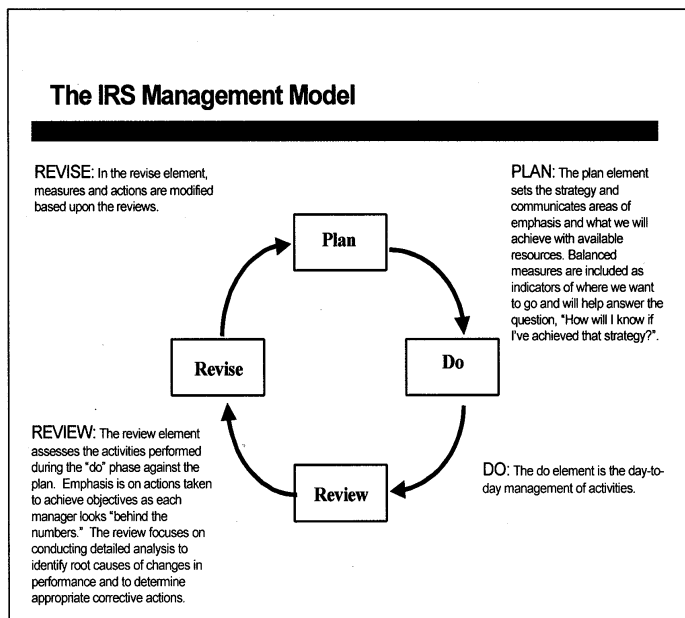 The IRS Management Model
REVISE: In the revise element,
measures and actions are modified
based upon the reviews.
PLAN: The plan element
sets the strategy and
communicates areas of
emphasis and what we will
achieve with available
resources. Balanced
measures are included as
indicators of where we want
to go and will help answer the
question, "How will I know if
I've achieved that strategy?".
Plan
Revise
Do
Review
REVIEW: The review element
assesses the activities performed
during the "do" phase against the
plan. Emphasis is on actions taken
to achieve objectives as each
manager looks "behind the
numbers." The review focuses on
conducting detailed analysis to
identify root causes of changes in
performance and to determine
appropriate corrective actions.
DO: The do element is the day-to-
day management of activities.